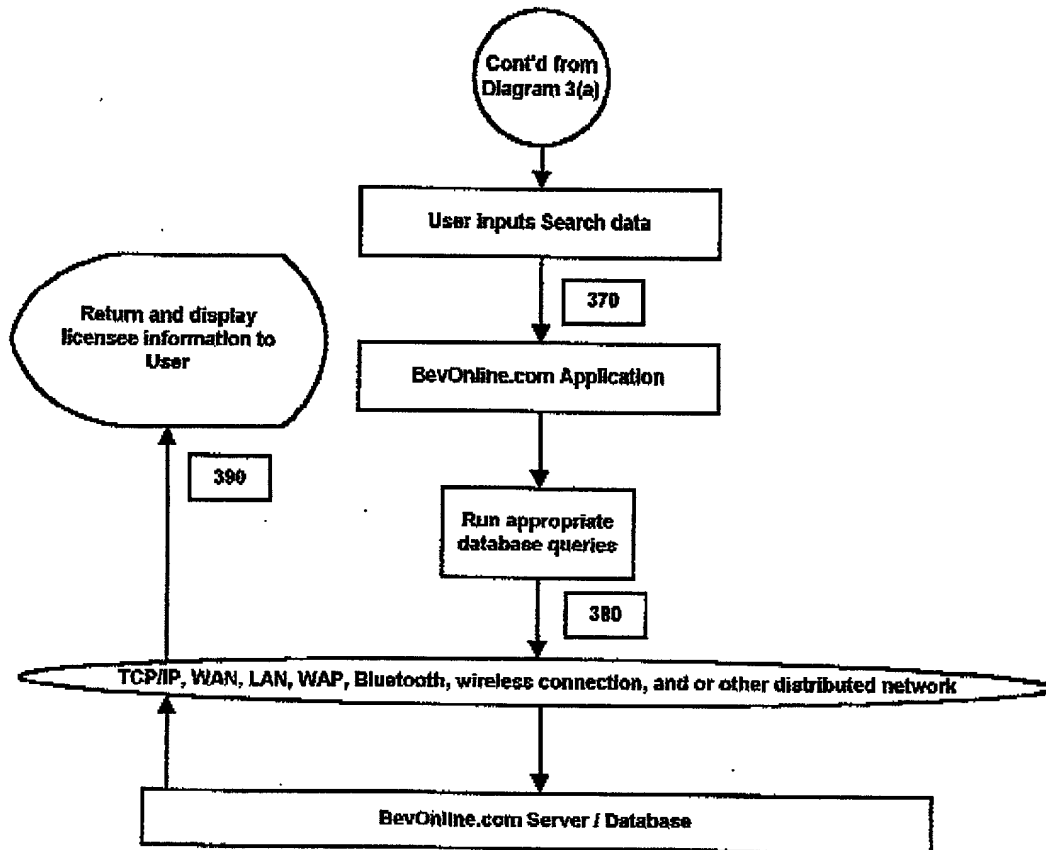 Cont'd from
Diagram 3(a)
User Inputs Search data
370
Return and display
licensee information to
User
BevOnline.com Application
390
Run appropriate
database queries
380
TCP/IP, WAN, LAN, WAP, Bluetooth, wireless connection, and or other distributed network
BevOnline.com Server / Database